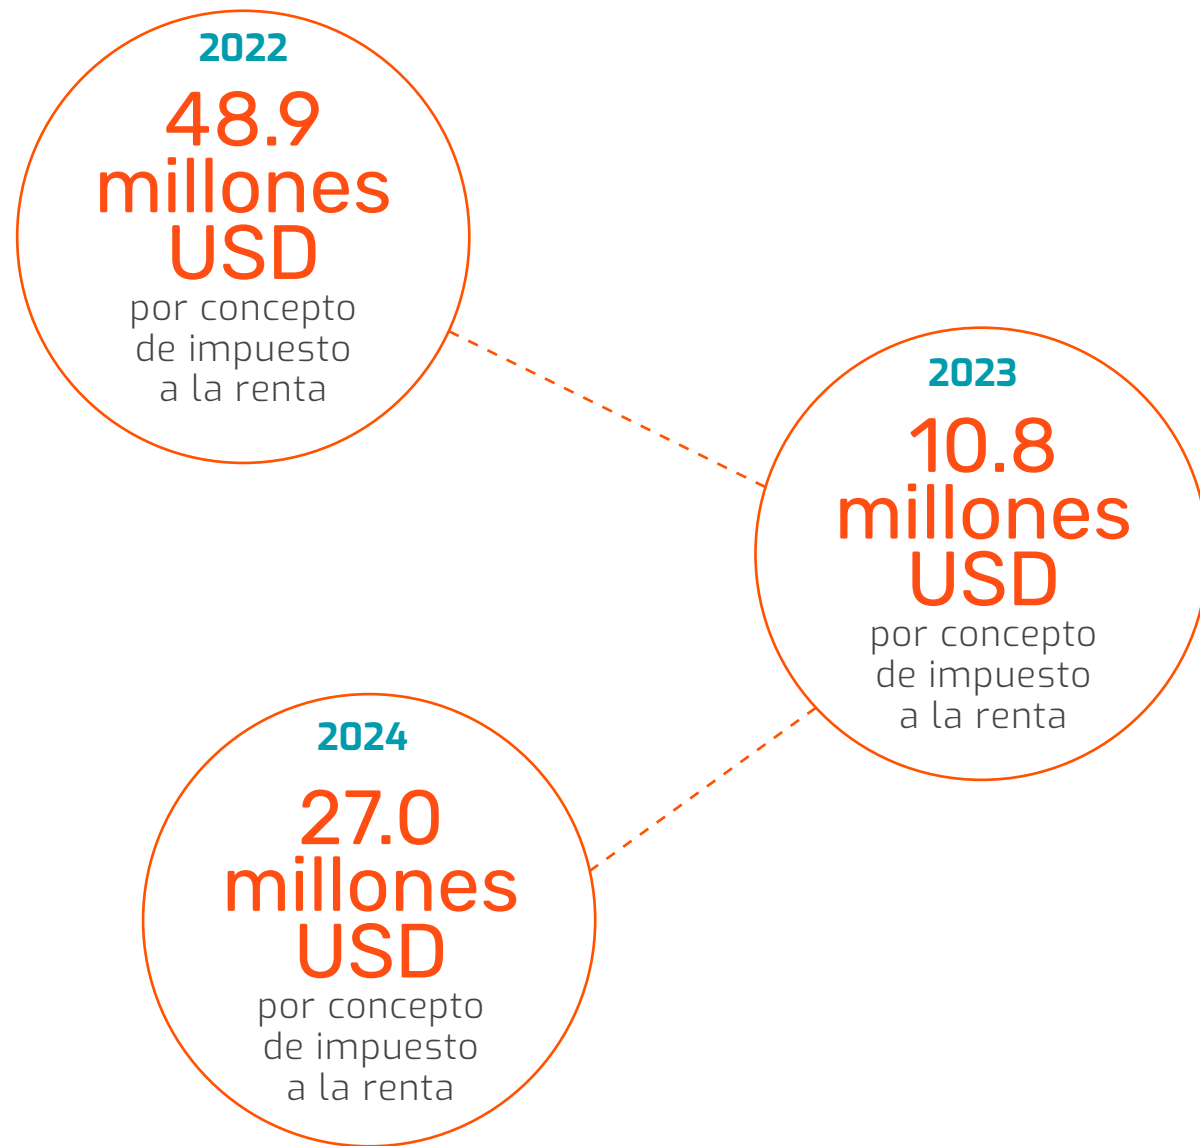 2022
48.9
millones
USD
por concepto
de impuesto
a la renta
2023
10.8
millones
USD
por concepto
de impuesto
a la renta
2024
27.0
millones
USD
por concepto
de impuesto
a la renta